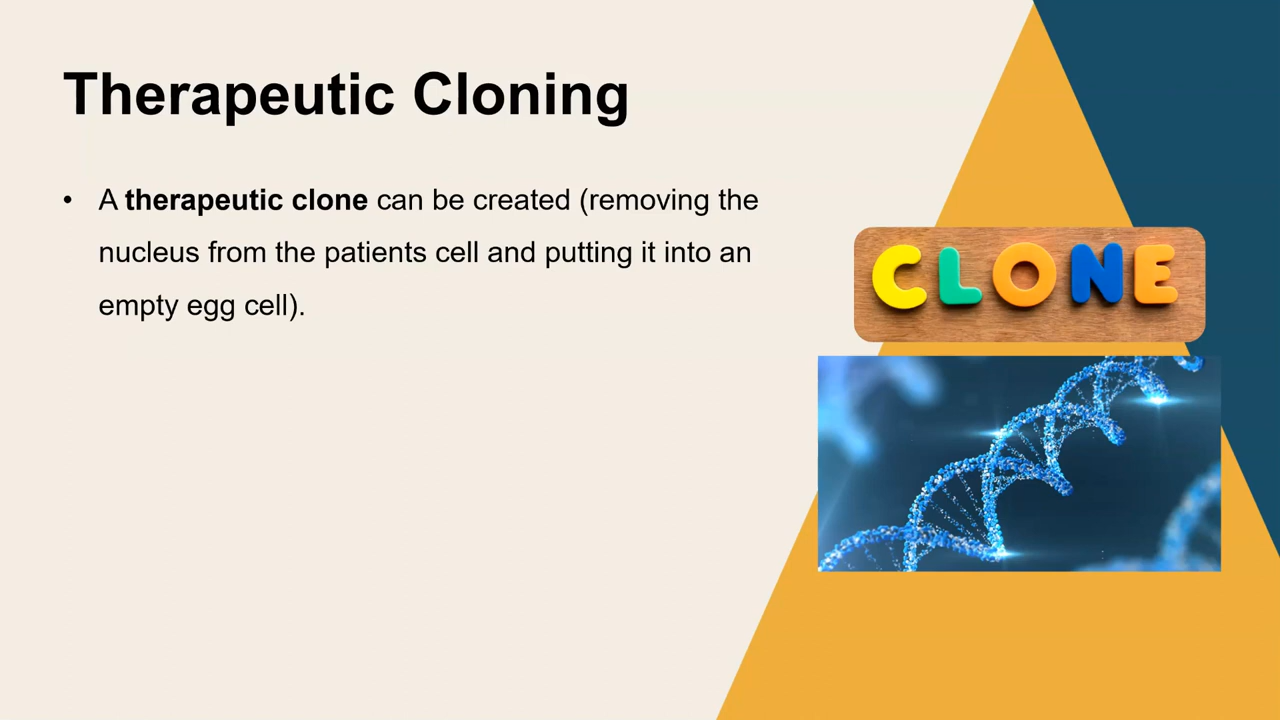 Therapeutic Cloning
• A therapeutic clone can be created (removing the
nucleus from the patients cell and putting it into an
empty egg cell).
CLONE